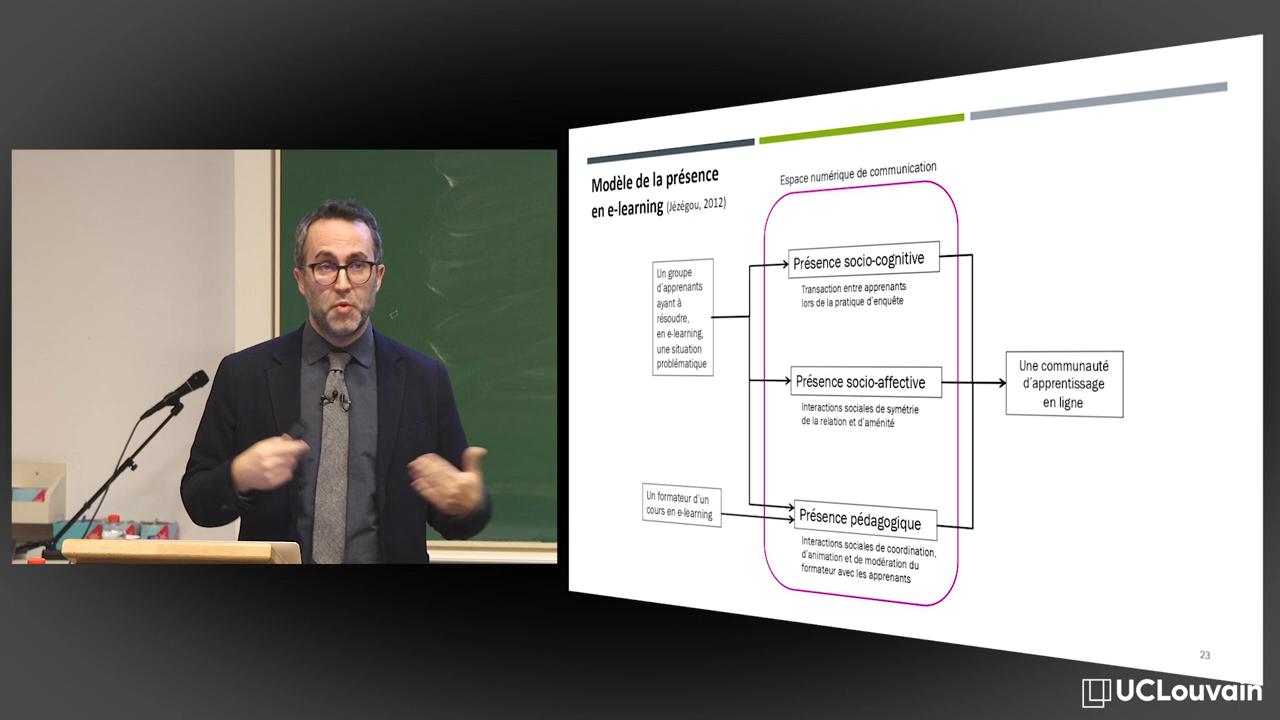 Modèle de la présence
en e-learning (Jézégou, 2012)
Espace numérique de communication
Un groupe
d'apprenants
ayant à
résoudre,
en e-learning,
une situation
problématique
Présence socio-cognitive
Transaction entre apprenants
lors de la pratique d'enquête
Présence socio-affective
Interactions sociales de symétrie
de la relation et d'aménité
Un formateur d'un
cours en e-learning
Présence pédagogique
Interactions sociales de coordination,
d'animation et de modération du
formateur avec les apprenants
Une communauté
d'apprentissage
en ligne
23
UCLouvain